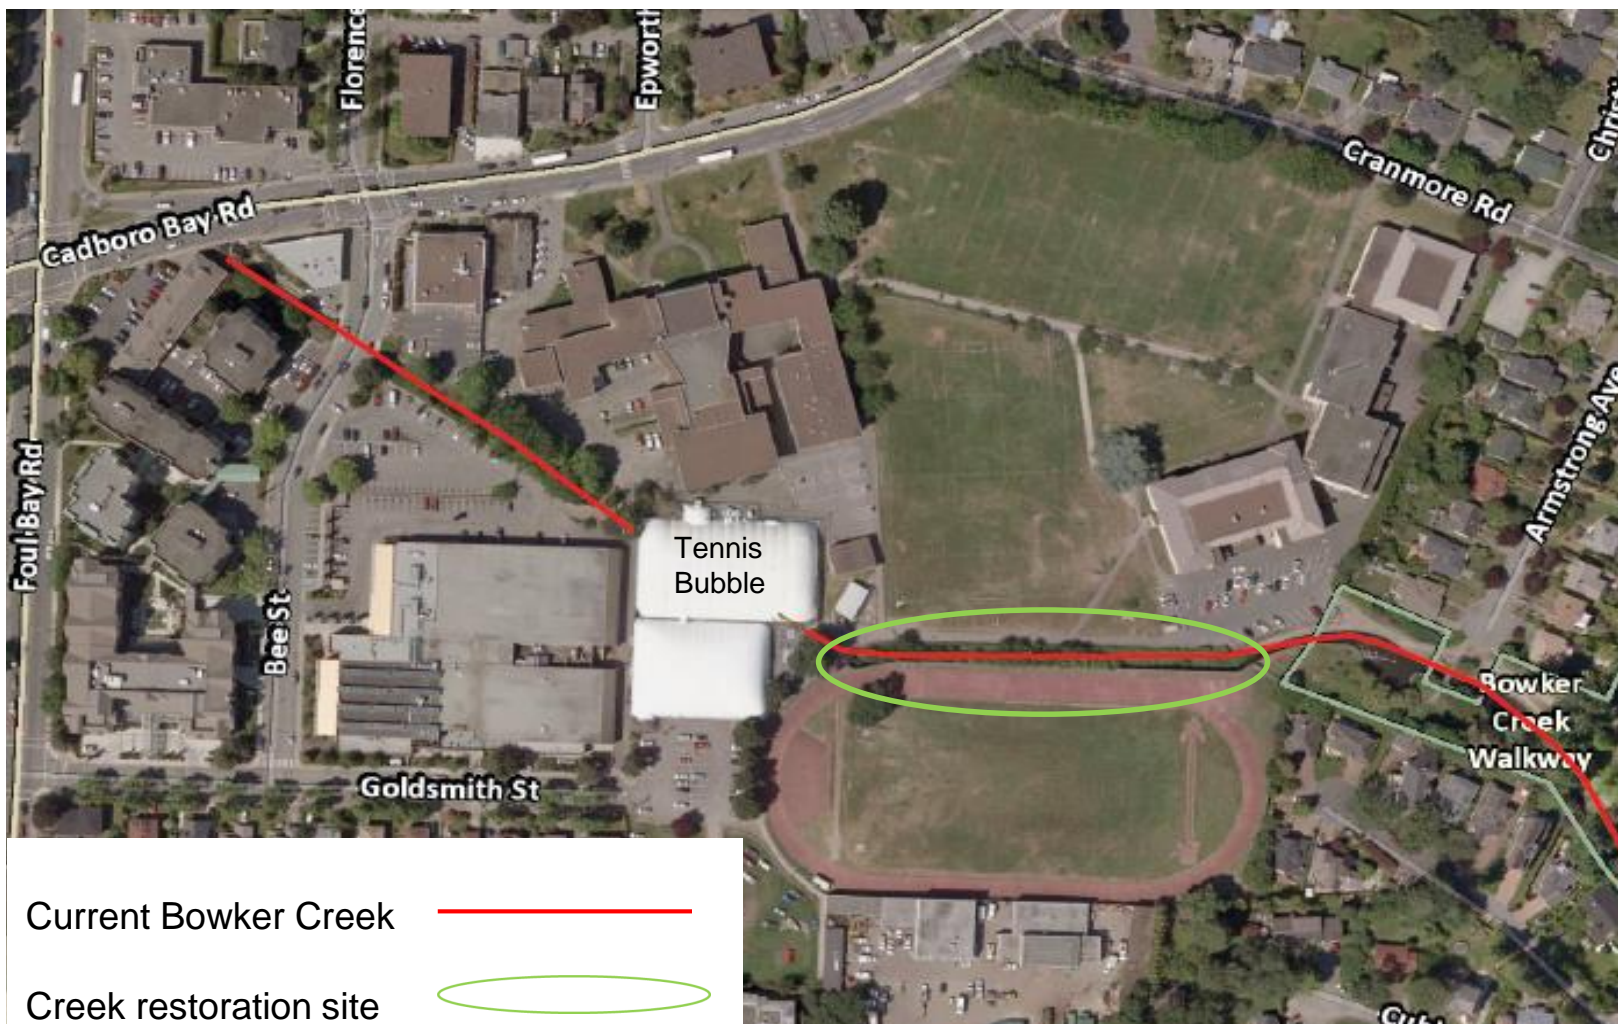 Florence
Epworth
Cadboro Bay Rd
Cranmore Rd
Foul Bay Rd
Bee St
Tennis
Bubble
Armstrong Ave
Bowker
Creek
Walkway
Goldsmith St
Current Bowker Creek
Creek restoration site